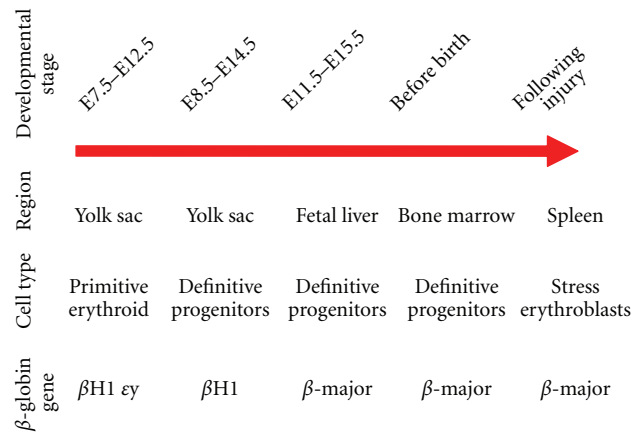 Developmental
stage
E7.5–E12.5
E8.5–E14.5
E11.5–E15.5
Before birth
Following
injury
Region
Yolk sac
Yolk sac
Fetal liver
Bone marrow
Spleen
Cell type
Primitive
erythroid
Definitive
progenitors
Definitive
progenitors
Definitive
progenitors
Stress
erythroblasts
β-globin
gene
βH1 εy
βH1
β-major
β-major
β-major